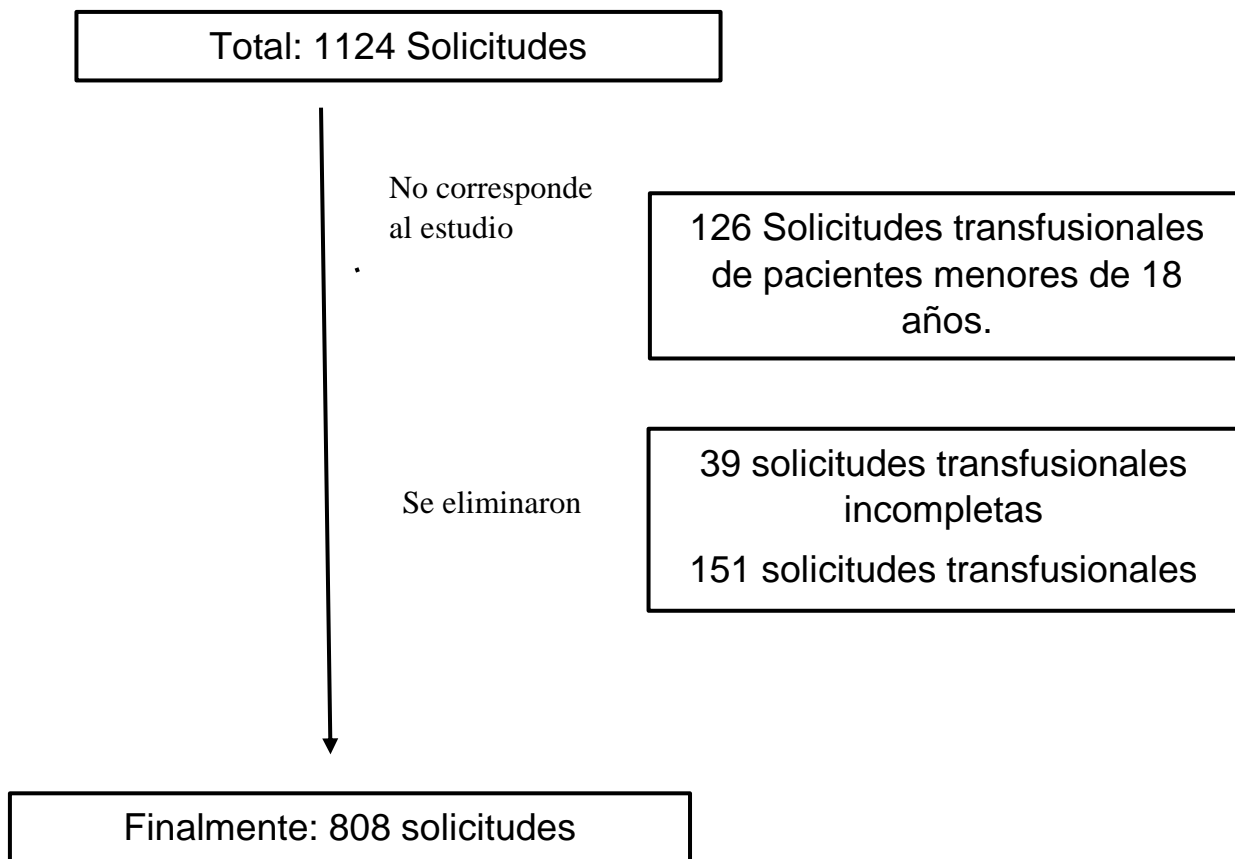 Total: 1124 Solicitudes
No corresponde
al estudio
.
126 Solicitudes transfusionales
de pacientes menores de 18
años.
Se eliminaron
39 solicitudes transfusionales
incompletas
151 solicitudes transfusionales
Finalmente: 808 solicitudes